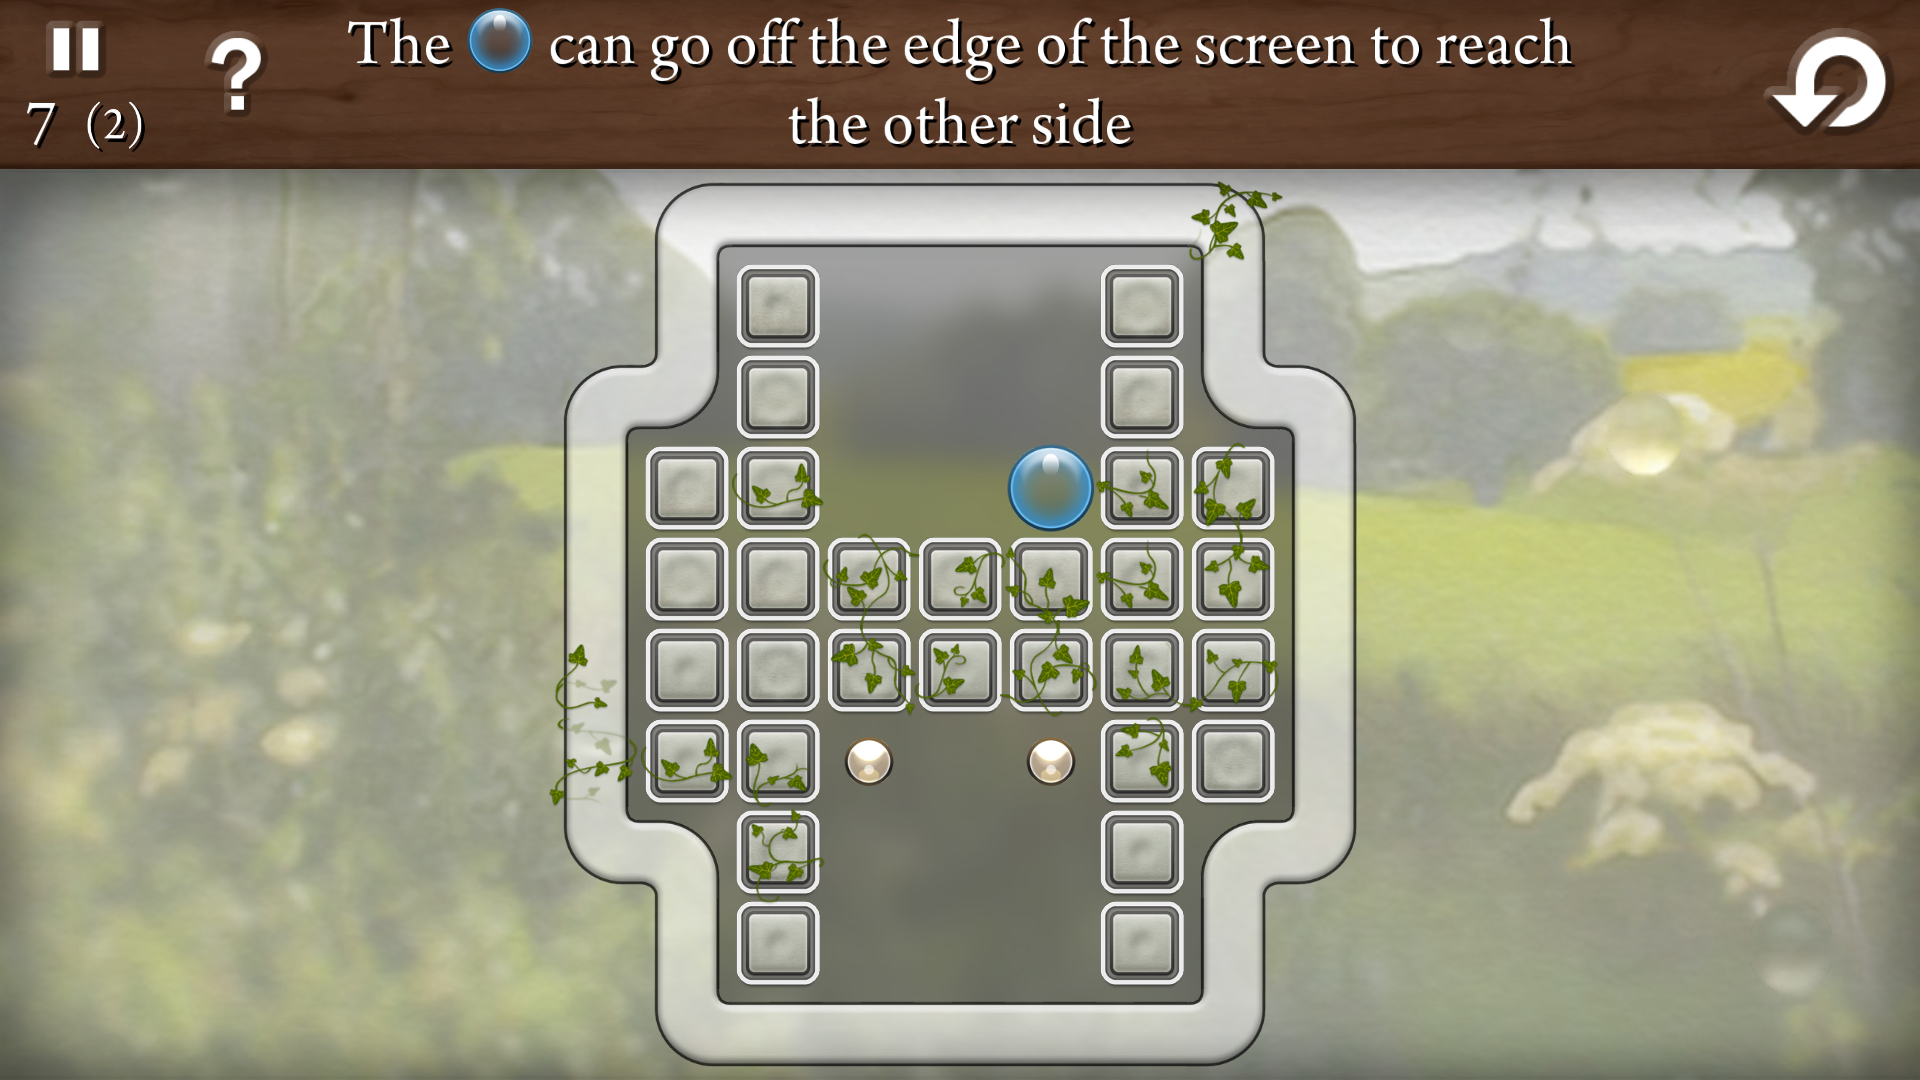 The can go off the edge of the screen to reach
the other side
?
7 (2)